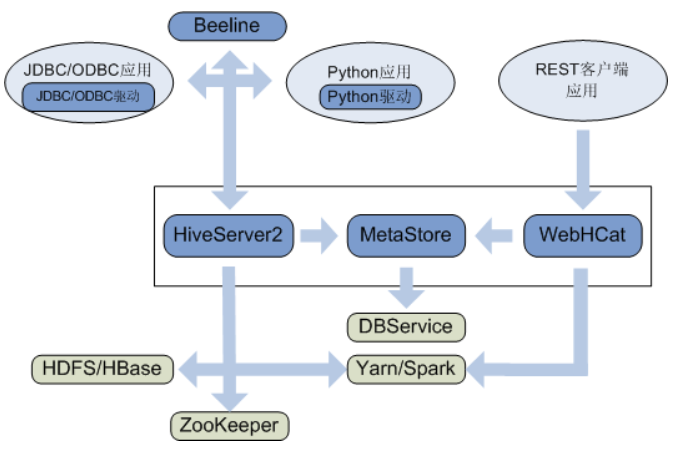 Beeline
JDBC/ODBC应用
JDBC/ODBC驱动
Python应用
Python驱动
REST客户端
应用
HiveServer2
MetaStore
WebHCat
DBService
HDFS/HBase
Yarn/Spark
ZooKeeper